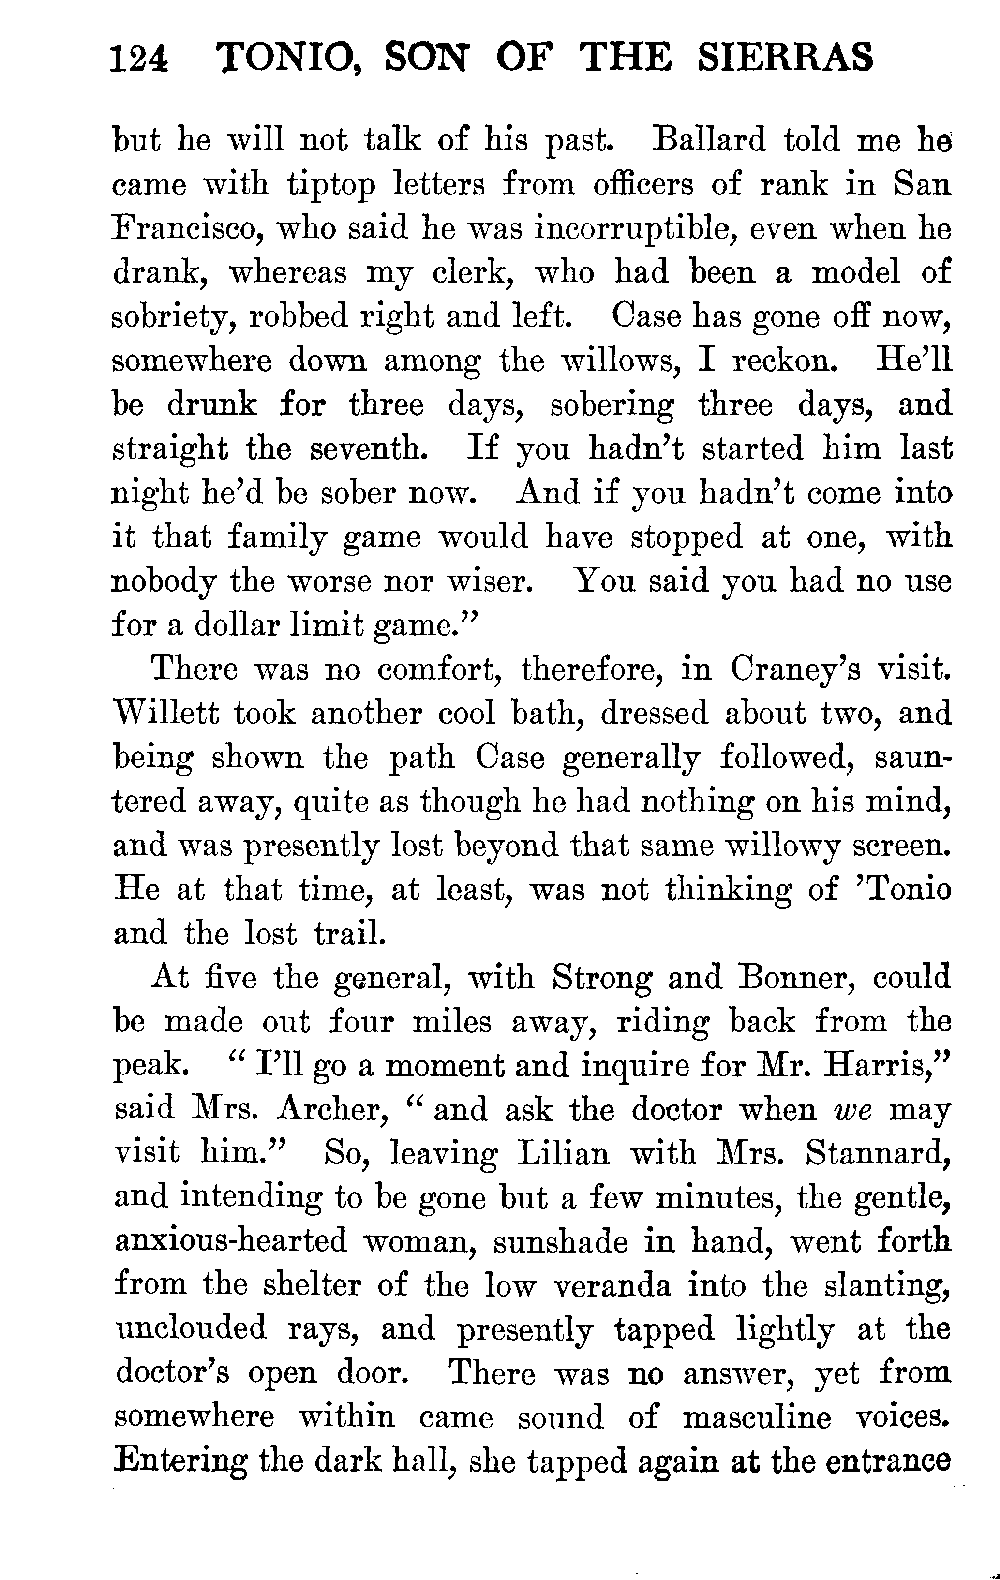 124 TONIO, SON OF THE SIERRAS
but he will not talk of his past. Ballard told me he
came with tiptop letters from officers of rank in San
Francisco, who said he was incorruptible, even when he
drank, whereas my clerk, who had been a model of
sobriety, robbed right and left. Case has gone off now,
somewhere down among the willows, I reckon. He'll
be drunk for three days, sobering three days, and
straight the seventh. If you hadn't started him last
night he'd be sober now. And if you hadn't come into
it that family game would have stopped at one, with
nobody the worse nor wiser. You said you had no use
for a dollar limit game."
There was no comfort, therefore, in Craney's visit.
Willett took another cool bath, dressed about two, and
being shown the path Case generally followed, saun-
tered away, quite as though he had nothing on his mind,
and was presently lost beyond that same willowy screen.
He at that time, at least, was not thinking of 'Tonio
and the lost trail.
At five the general, with Strong and Bonner, could
be made out four miles away, riding back from the
peak. "I'll go a moment and inquire for Mr. Harris,"
said Mrs. Archer, "and ask the doctor when we may
visit him." So, leaving Lilian with Mrs. Stannard,
and intending to be gone but a few minutes, the gentle,
anxious-hearted woman, sunshade in hand, went forth
from the shelter of the low veranda into the slanting,
unclouded rays, and presently tapped lightly at the
doctor's open door. There was no answer, yet from
somewhere within came sound of masculine voices.
Entering the dark hall, she tapped again at the entrance